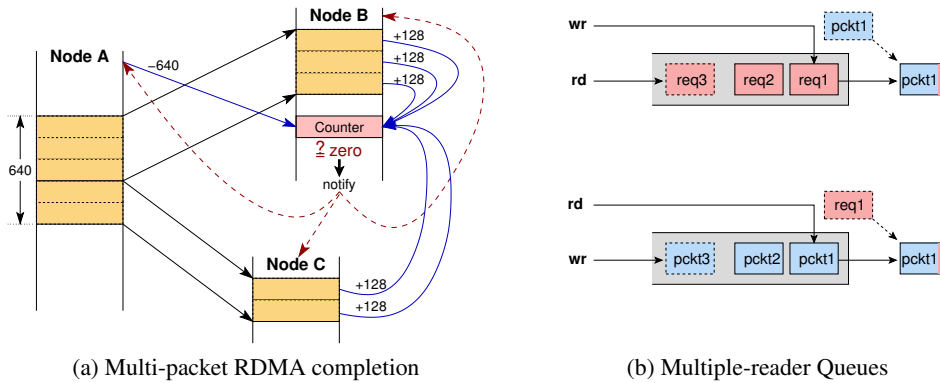 Node A
640
−640
Node B
+128
+128
+128
Counter
?= zero
notify
Node C
+128
+128
(a) Multi-packet RDMA completion
wr
pckt1
rd
req3
req2
req1
pckt1
rd
req1
wr
pckt3
pckt2
pckt1
pckt1
(b) Multiple-reader Queues